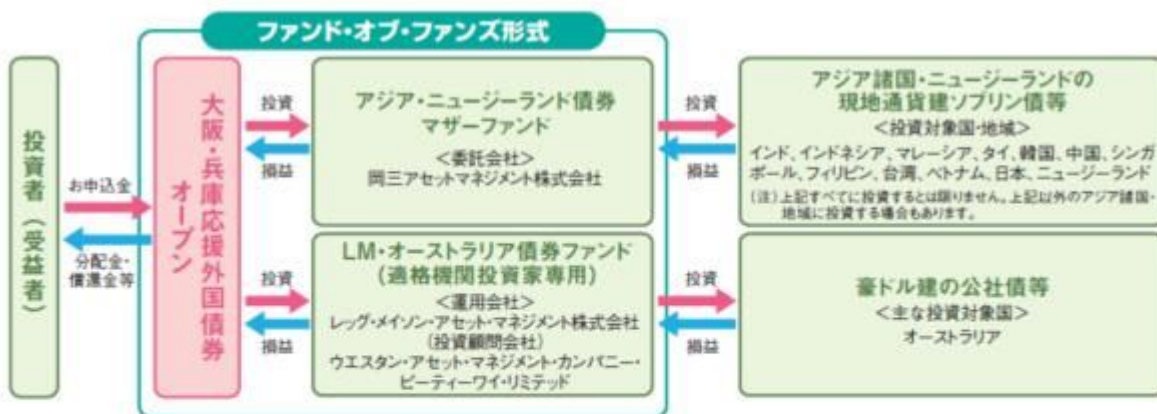 ファンド・オブ・ファンズ形式
投資者（受益者）
お申込金
分配金・
償還金等
大阪・兵庫応援外国債券
オープン
投資
損益
アジア・ニュージーランド債券
マザーファンド
＜委託会社＞
岡三アセットマネジメント株式会社
投資
損益
アジア諸国・ニュージーランドの
現地通貨建ソブリン債等
＜投資対象国・地域＞
インド、インドネシア、マレーシア、タイ、韓国、中国、シンガ
ポール、フィリピン、台湾、ベトナム、日本、ニュージーランド
（注）上記すべてに投資するとは限りません。上記以外のアジア諸国・
地域に投資する場合もあります。
投資
損益
LM・オーストラリア債券ファンド
（適格機関投資家専用）
＜運用会社＞
レッグ・メイソン・アセット・マネジメント株式会社
（投資顧問会社）
ウエスタン・アセット・マネジメント・カンパニー・
ピーティーワイ・リミテッド
投資
損益
豪ドル建の公社債等
＜主な投資対象国＞
オーストラリア